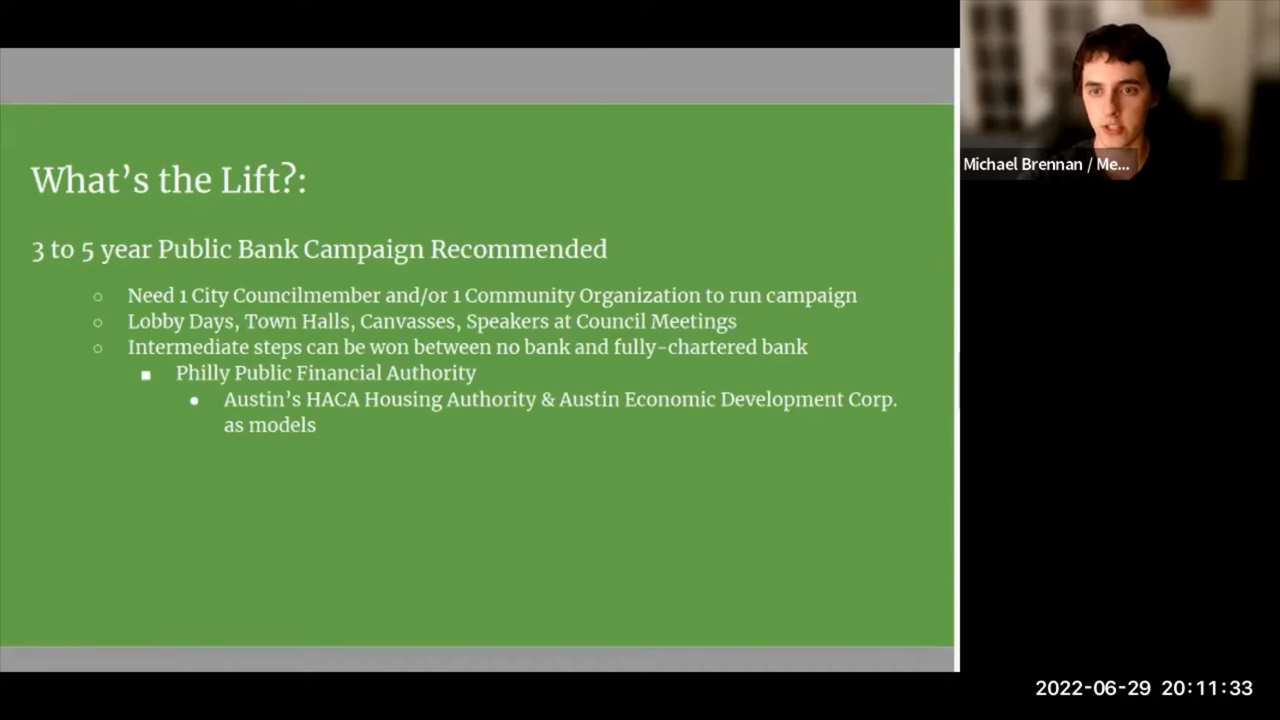 What's the Lift?:
3 to 5 year Public Bank Campaign Recommended
Need 1 City Councilmember and/or 1 Community Organization to run campaign
Lobby Days, Town Halls, Canvasses, Speakers at Council Meetings
Intermediate steps can be won between no bank and fully-chartered bank
Philly Public Financial Authority
Austin's HACA Housing Authority & Austin Economic Development Corp.
as models
Michael Brennan / Me...
2022-06-29 20:11:33